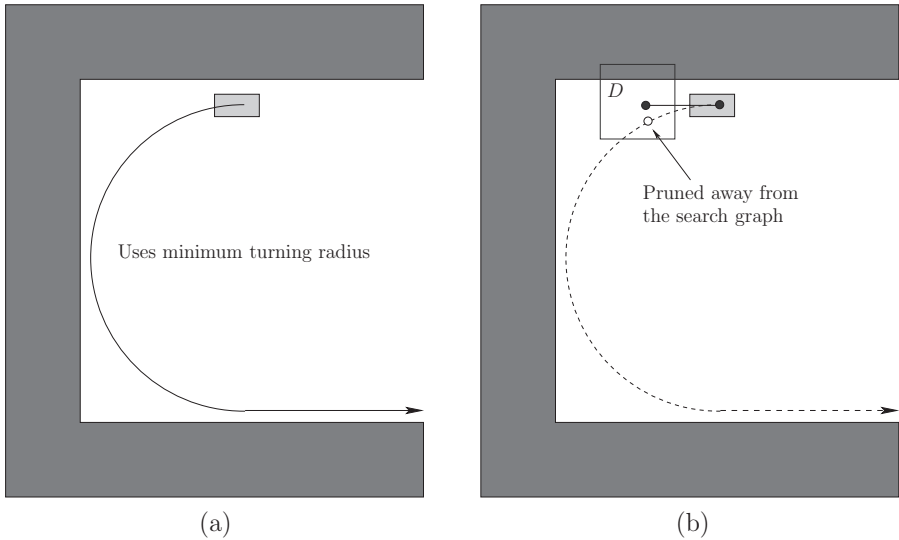 Uses minimum turning radius
(a)
D
Pruned away from
the search graph
(b)